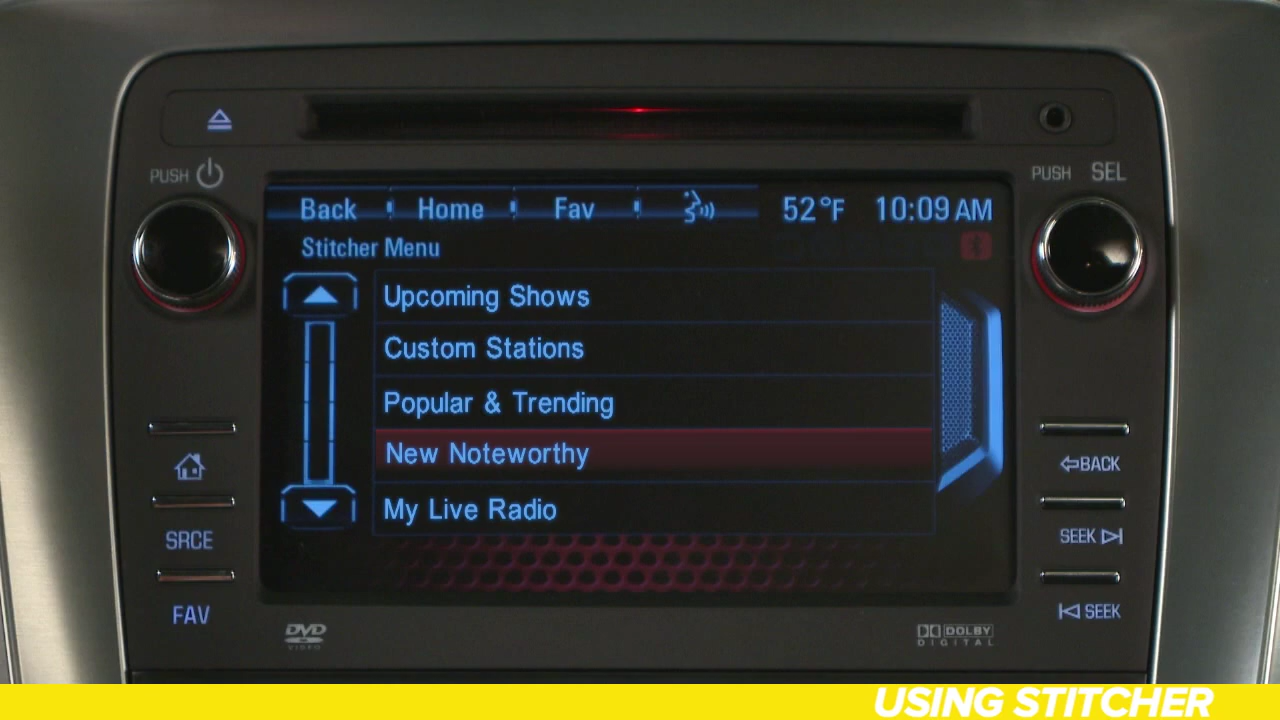 PUSH
PUSH SEL
Back Home Fav 52°F 10:09 AM
Stitcher Menu
Upcoming Shows
Custom Stations
Popular & Trending
New Noteworthy
My Live Radio
BACK
SRCE
SEEK
FAV
SEEK
DVD
VIDEO
DOLBY
DIGITAL
USING STITCHER